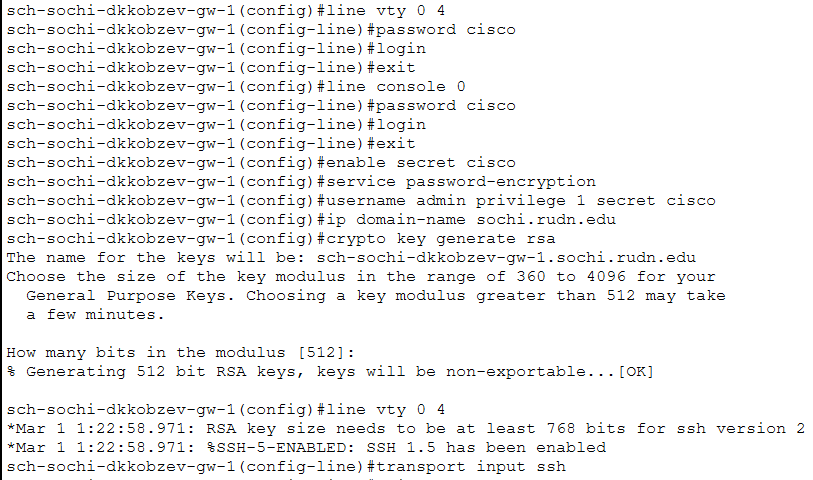 sch-sochi-dkkobzev-gw-1(config)#line vty 0 4
sch-sochi-dkkobzev-gw-1(config-line)#password cisco
sch-sochi-dkkobzev-gw-1(config-line)#login
sch-sochi-dkkobzev-gw-1(config-line)#exit
sch-sochi-dkkobzev-gw-1(config)#line console 0
sch-sochi-dkkobzev-gw-1(config-line)#password cisco
sch-sochi-dkkobzev-gw-1(config-line)#login
sch-sochi-dkkobzev-gw-1(config-line)#exit
sch-sochi-dkkobzev-gw-1(config)#enable secret cisco
sch-sochi-dkkobzev-gw-1(config)#service password-encryption
sch-sochi-dkkobzev-gw-1(config)#username admin privilege 1 secret cisco
sch-sochi-dkkobzev-gw-1(config)#ip domain-name sochi.rudn.edu
sch-sochi-dkkobzev-gw-1(config)#crypto key generate rsa
The name for the keys will be: sch-sochi-dkkobzev-gw-1.sochi.rudn.edu
Choose the size of the key modulus in the range of 360 to 4096 for your
General Purpose Keys. Choosing a key modulus greater than 512 may take
a few minutes.
How many bits in the modulus [512]:
% Generating 512 bit RSA keys, keys will be non-exportable...[OK]
sch-sochi-dkkobzev-gw-1(config)#line vty 0 4
*Mar 1 1:22:58.971: RSA key size needs to be at least 768 bits for ssh version 2
*Mar 1 1:22:58.971: %SSH-5-ENABLED: SSH 1.5 has been enabled
sch-sochi-dkkobzev-gw-1(config-line)#transport input ssh